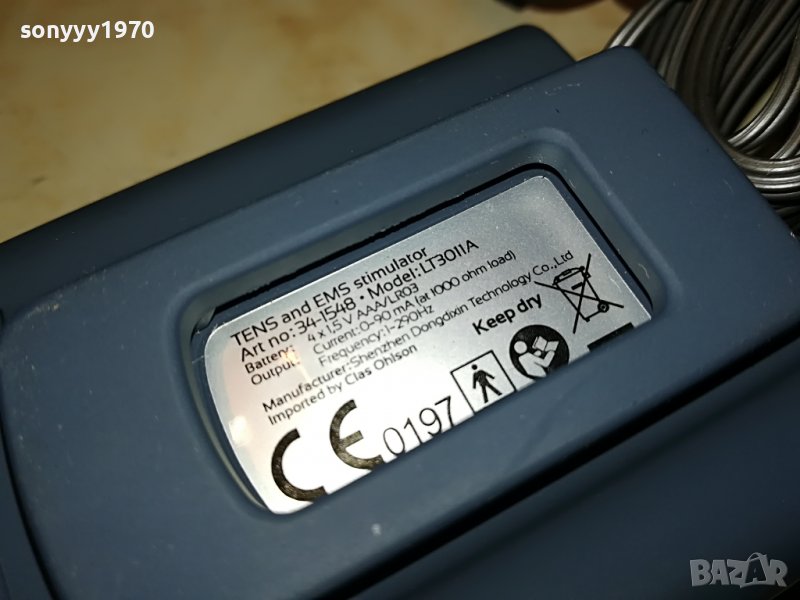 sonyyy1970
TENS and EMS stimulator
Art no: 34-1548 • Model: LT3011A
Battery: 4 x 1.5 V AAA/LR03
Output: Current: 0-90 mA (at 1000 ohm load)
Frequency: 1-290Hz
Manufacturer: Shenzhen Dongdixin Technology Co., Ltd
Imported by Clas Ohlson
Keep dry
CE 0197
BAZAR